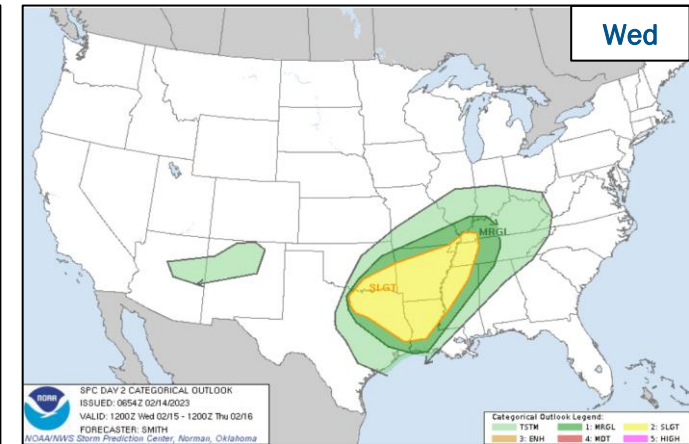 Wed
MRGL
SLGT
NOAA
SPC DAY 2 CATEGORICAL OUTLOOK
ISSUED: 0654Z 02/14/2023
VALID: 1200Z Wed 02/15 - 1200Z Thu 02/16
FORECASTER: SMITH
NOAA/NWS Storm Prediction Center, Norman, Oklahoma
Categorical Outlook Legend:
TSTM 1: MRGL 2: SLGT
3: ENH 4: MDT 5: HIGH